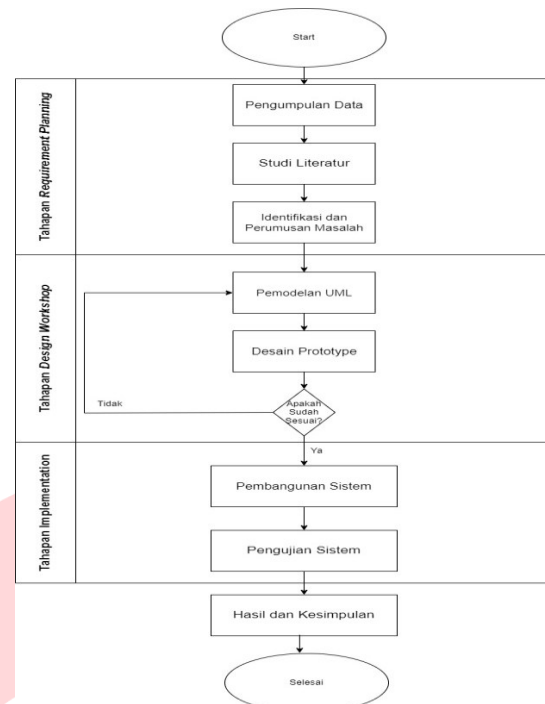 Start
Tahapan Requirement Planning
Pengumpulan Data
Studi Literatur
Identifikasi dan
Perumusan Masalah
Tahapan Design Workshop
Pemodelan UML
Desain Prototype
Apakah
Sudah
Sesuai?
Tidak
Ya
Tahapan Implementation
Pembangunan Sistem
Pengujian Sistem
Hasil dan Kesimpulan
Selesai